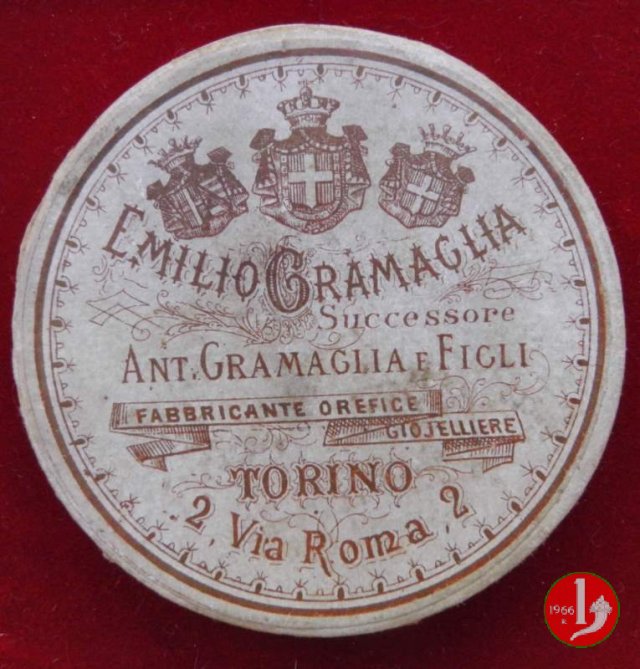 EMILIO GRAMAGLIA
Successore
ANT. GRAMAGLIA E FIGLI
FABBRICANTE OREFICE
GIOJELLIERE
TORINO
2, Via Roma, 2
1966
K